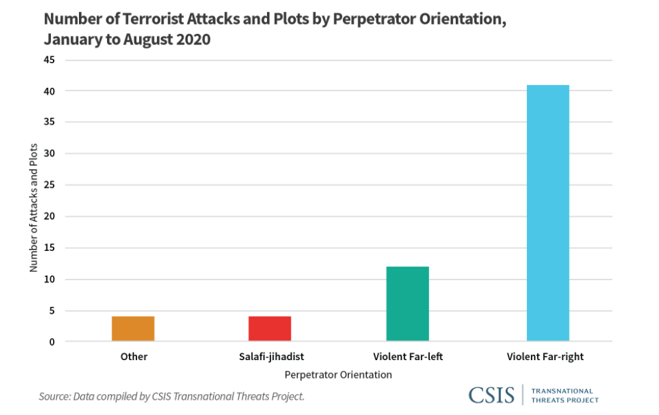 Number of Terrorist Attacks and Plots by Perpetrator Orientation,
January to August 2020
Number of Attacks and Plots
45
40
35
30
25
20
15
10
5
0
Other
Salafi-jihadist
Violent Far-left
Violent Far-right
Perpetrator Orientation
Source: Data compiled by CSIS Transnational Threats Project.
CSIS
TRANSNATIONAL
THREATS PROJECT